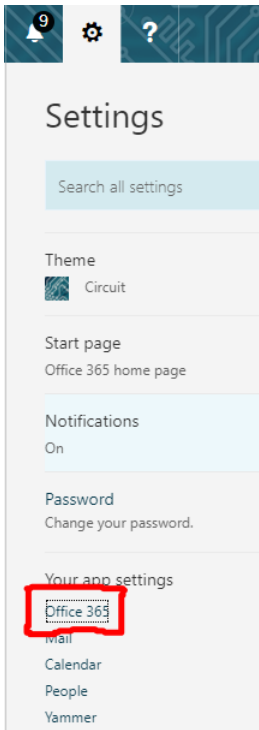 9
?
Settings
Search all settings
Theme
Circuit
Start page
Office 365 home page
Notifications
On
Password
Change your password.
Your app settings
Office 365
Mail
Calendar
People
Yammer